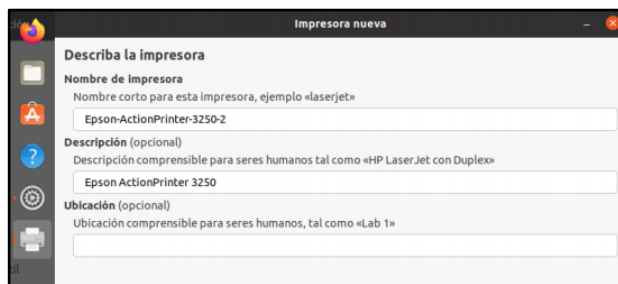 Impresora nueva
Describa la impresora
Nombre de impresora
Nombre corto para esta impresora, ejemplo «laserjet»
Epson-ActionPrinter-3250-2
Descripción (opcional)
Descripción comprensible para seres humanos tal como «HP LaserJet con Duplex»
Epson ActionPrinter 3250
Ubicación (opcional)
Ubicación comprensible para seres humanos, tal como «Lab 1»